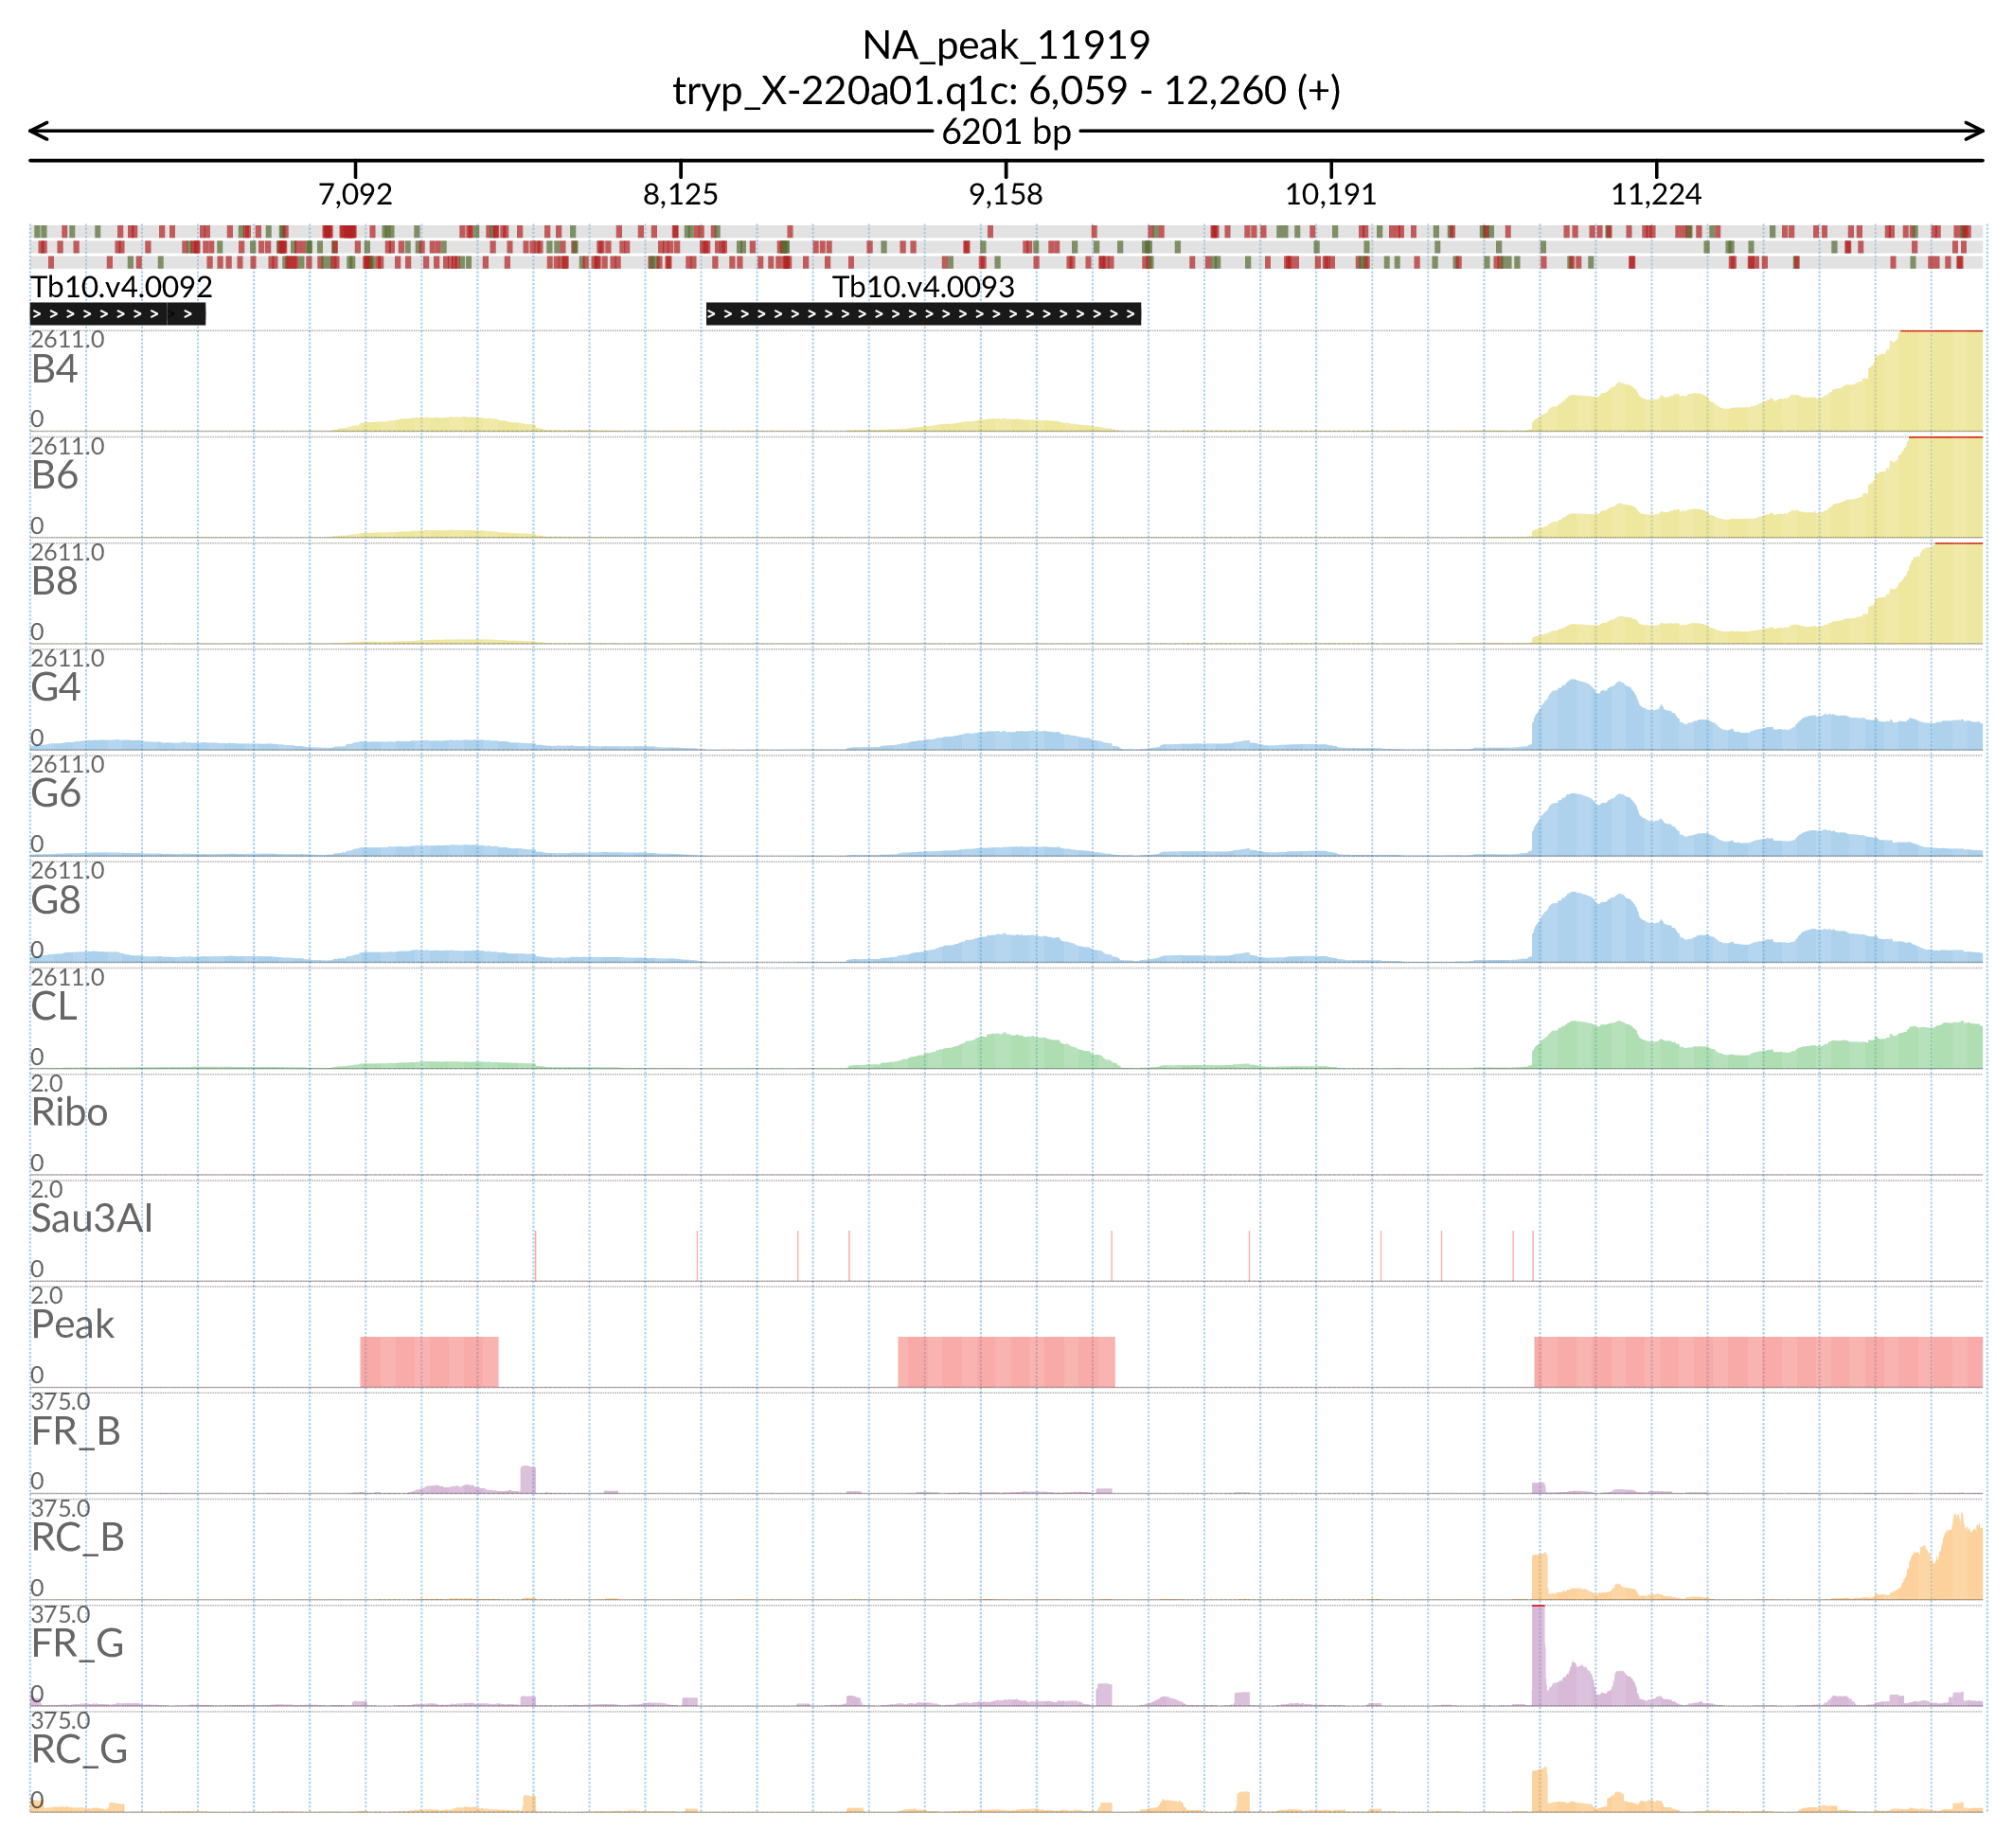 NA_peak_11919
tryp_X-220a01.q1c: 6,059 - 12,260 (+)
6201 bp
7,092 8,125 9,158 10,191 11,224
Tb10.v4.0092 Tb10.v4.0093
2611.0
B4
0
2611.0
B6
0
2611.0
B8
0
2611.0
G4
0
2611.0
G6
0
2611.0
G8
0
2611.0
CL
0
2.0
Ribo
0
2.0
Sau3AI
0
2.0
Peak
0
375.0
FR_B
0
375.0
RC_B
0
375.0
FR_G
0
375.0
RC_G
0